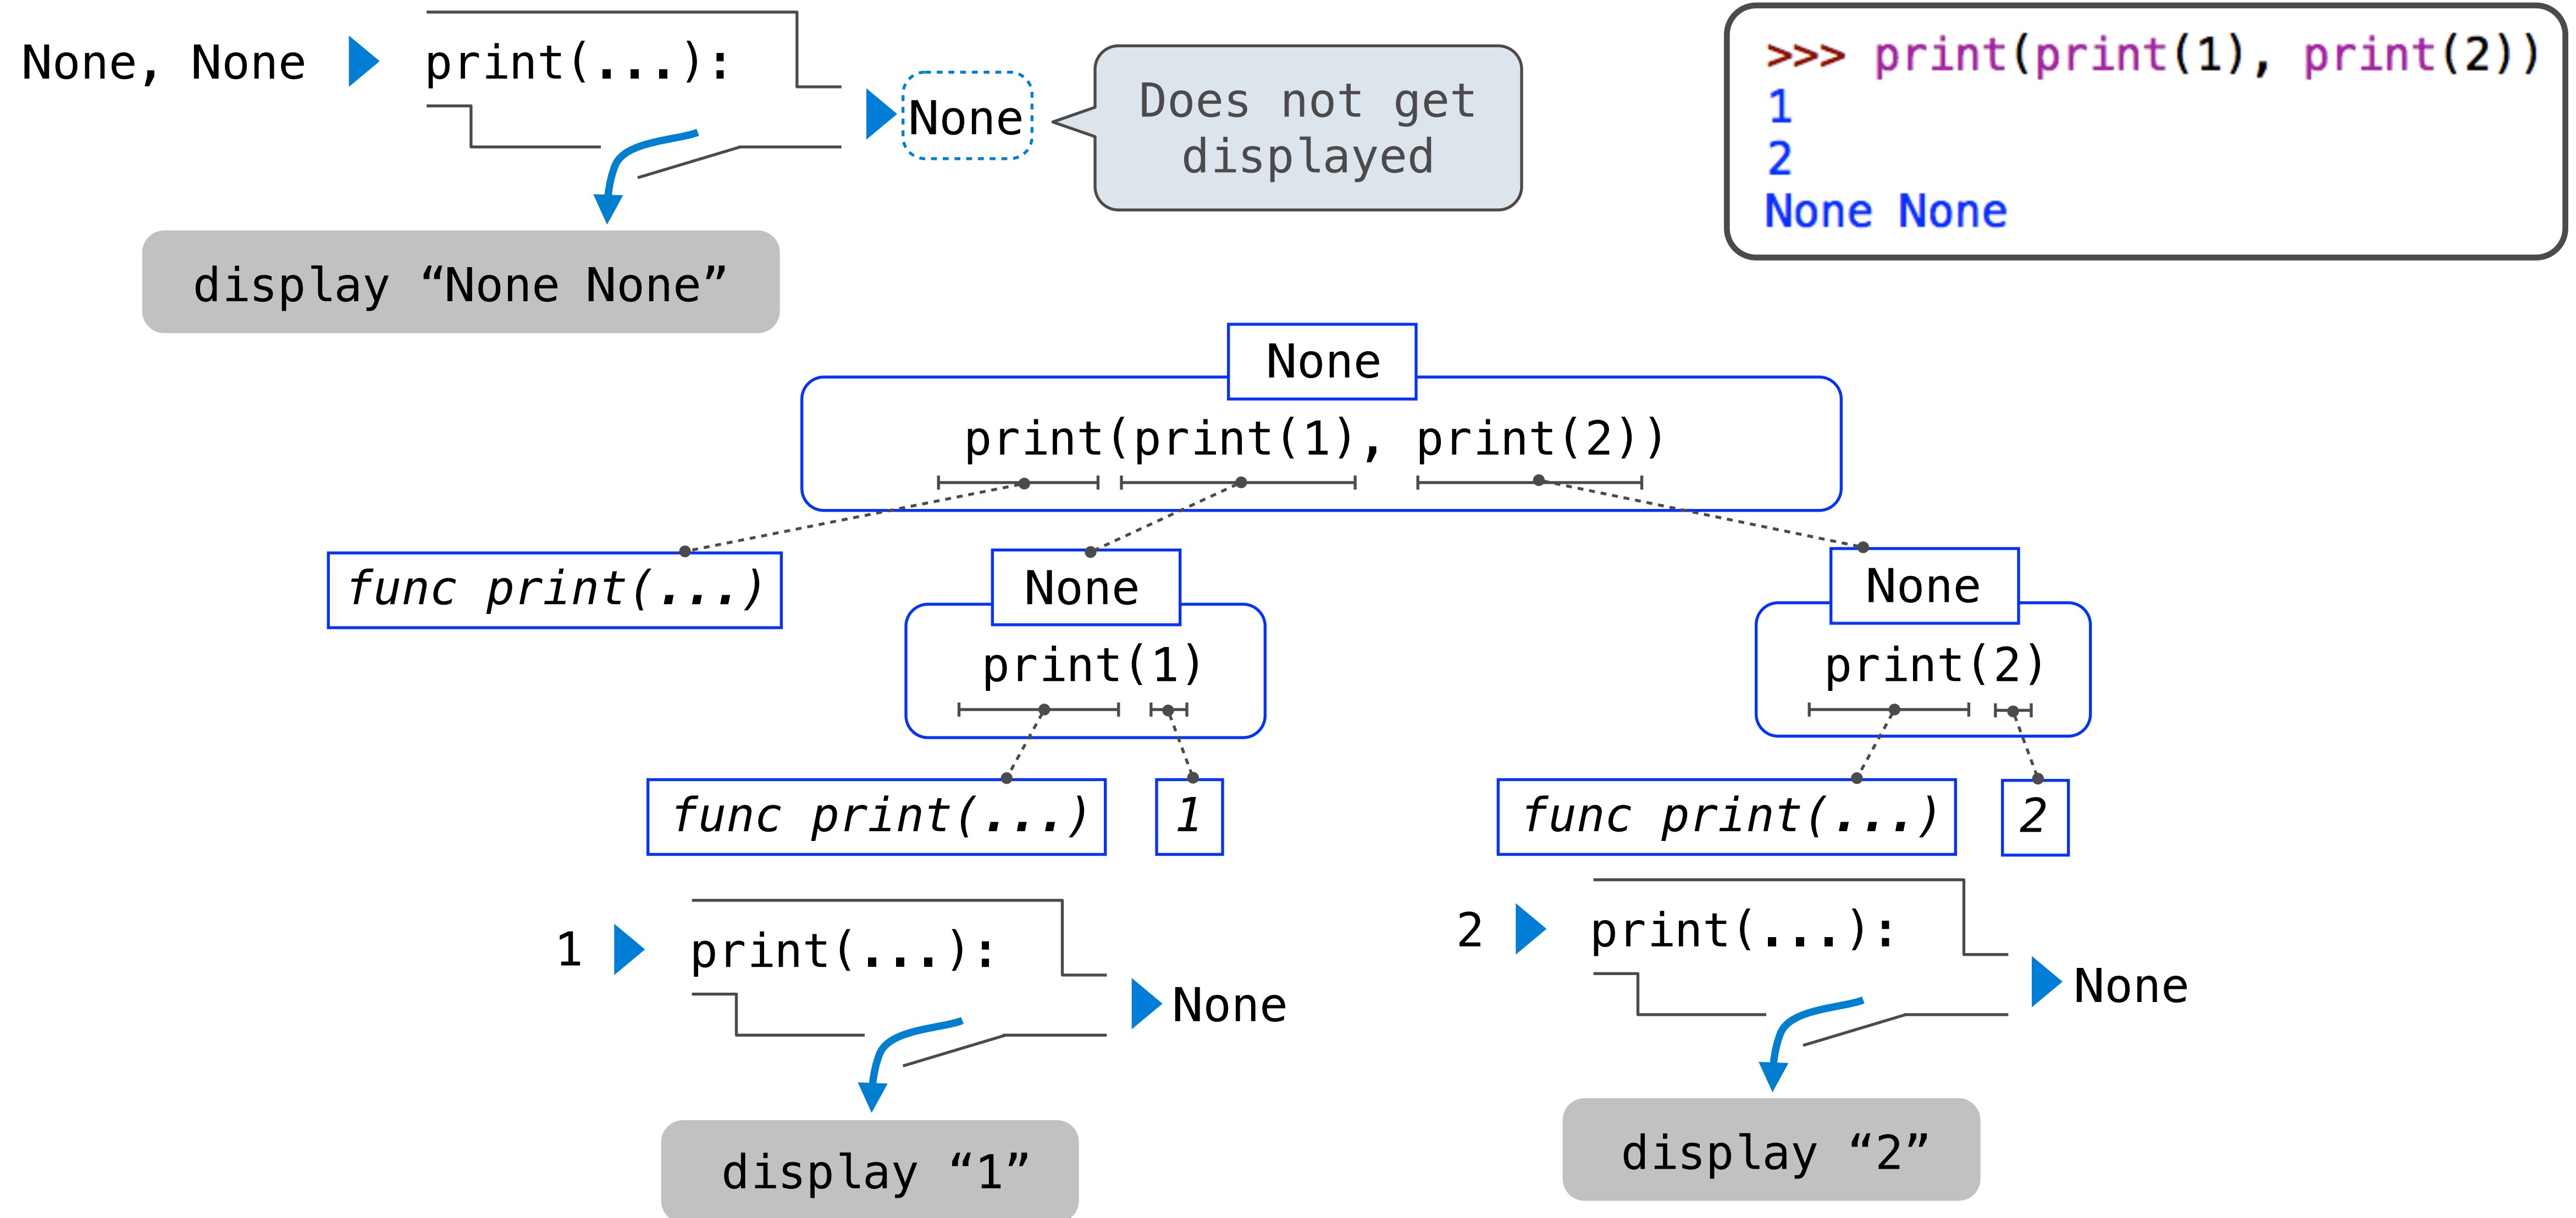 None, None
print(...):
None
Does not get
displayed
display “None None”
>>> print(print(1), print(2))
1
2
None None
None
print(print(1), print(2))
func print(...)
None
print(1)
func print(...)
1
None
print(2)
func print(...)
2
1
print(...):
None
display “1”
2
print(...):
None
display “2”